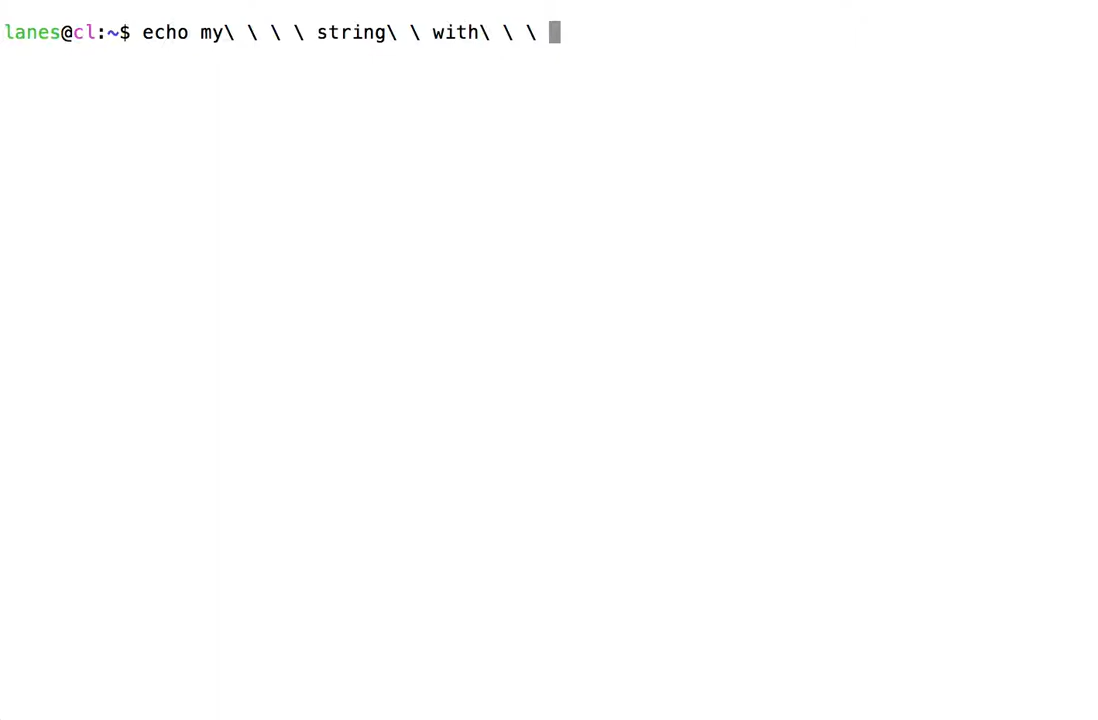 lanes@cl:~$ echo my\ \ \ \ string\ \ with\ \ \